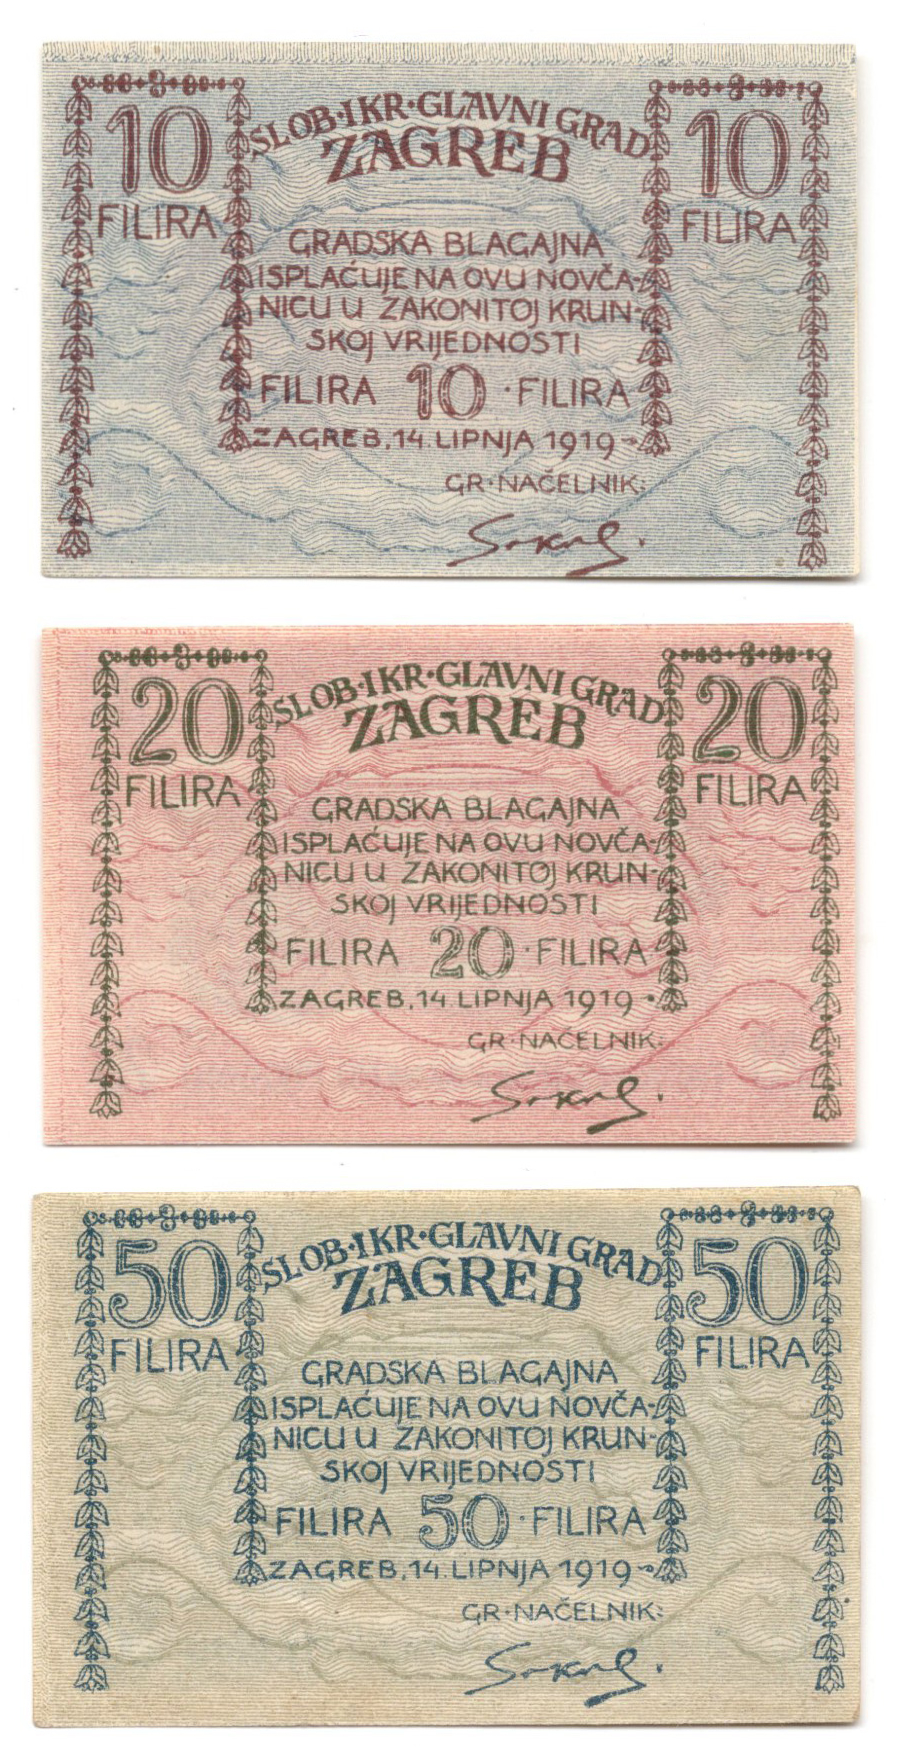 10
FILIRA
SLOB·I KR·GLAVNI GRAD
ZAGREB
10
FILIRA
GRADSKA BLAGAJNA
ISPLAĆUJE NA OVU NOVČA-
NICU U ZAKONITOJ KRUN-
SKOJ VRIJEDNOSTI
FILIRA 10 · FILIRA
ZAGREB, 14. LIPNJA 1919
GR·NAČELNIK:
20
FILIRA
SLOB·I KR·GLAVNI GRAD
ZAGREB
20
FILIRA
GRADSKA BLAGAJNA
ISPLAĆUJE NA OVU NOVČA-
NICU U ZAKONITOJ KRUN-
SKOJ VRIJEDNOSTI
FILIRA 20 · FILIRA
ZAGREB, 14. LIPNJA 1919 ·
GR·NAČELNIK:
50
FILIRA
SLOB·I KR·GLAVNI GRAD
ZAGREB
50
FILIRA
GRADSKA BLAGAJNA
ISPLAĆUJE NA OVU NOVČA-
NICU U ZAKONITOJ KRUN-
SKOJ VRIJEDNOSTI
FILIRA 50 · FILIRA
ZAGREB, 14. LIPNJA 1919
GR·NAČELNIK: